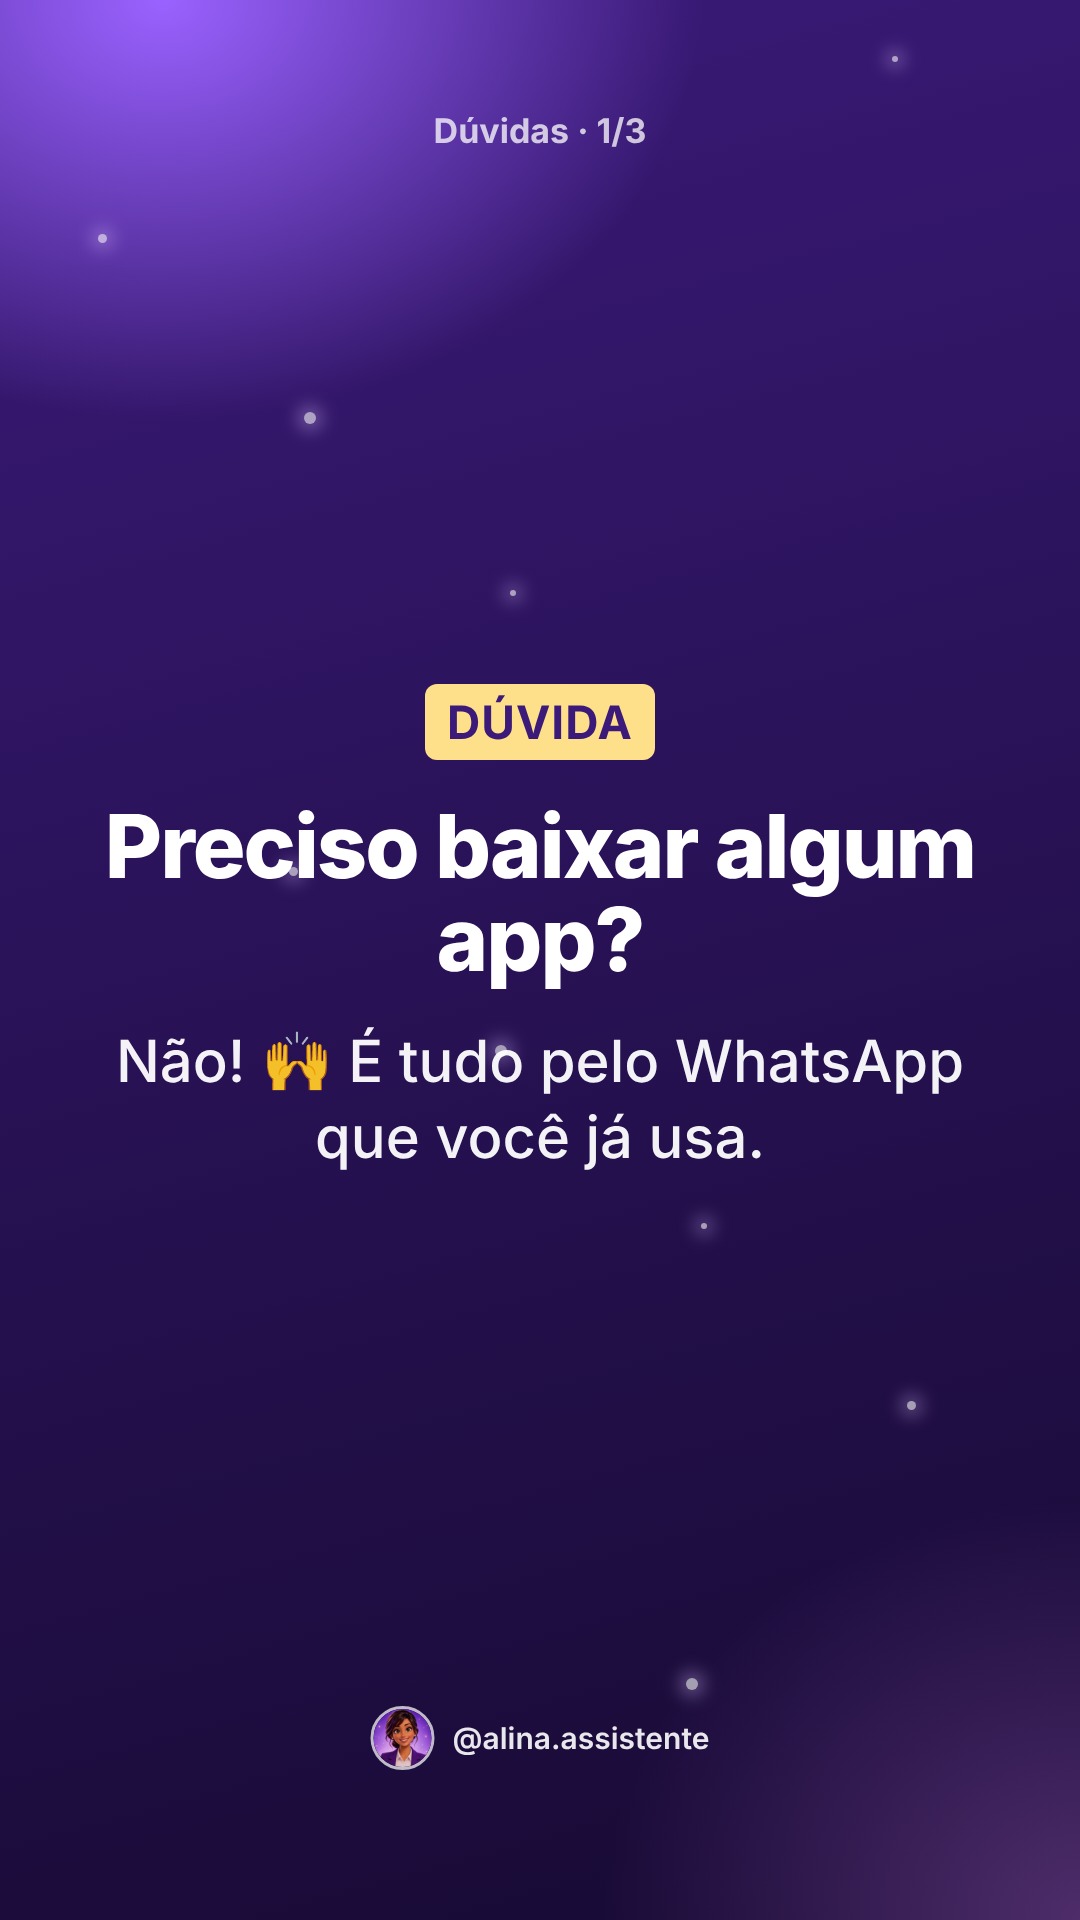 Dúvidas · 1/3
DÚVIDA
Preciso baixar algum
app?
Não! 🙌 É tudo pelo WhatsApp
que você já usa.
@alina.assistente